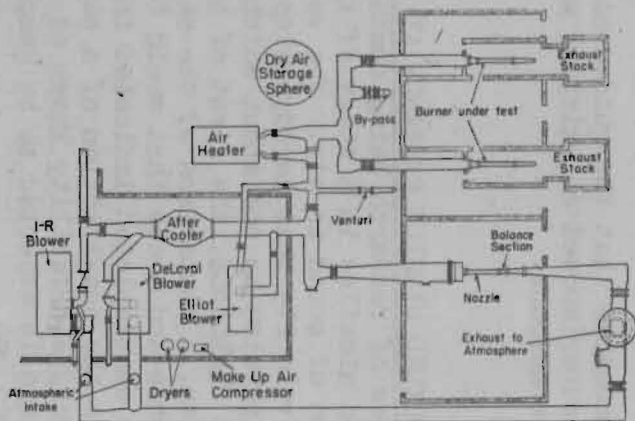 Dry Air
Storage
Sphere
Exhaust
Stack
By-pass
Burner under test
Air
Heater
Exhaust
Stack
Venturi
I-R
Blower
After
Cooler
DeLaval
Blower
Elliot
Blower
Balance
Section
Nozzle
Exhaust to
Atmosphere
Atmospheric
Intake
Dryers
Make Up Air
Compressor